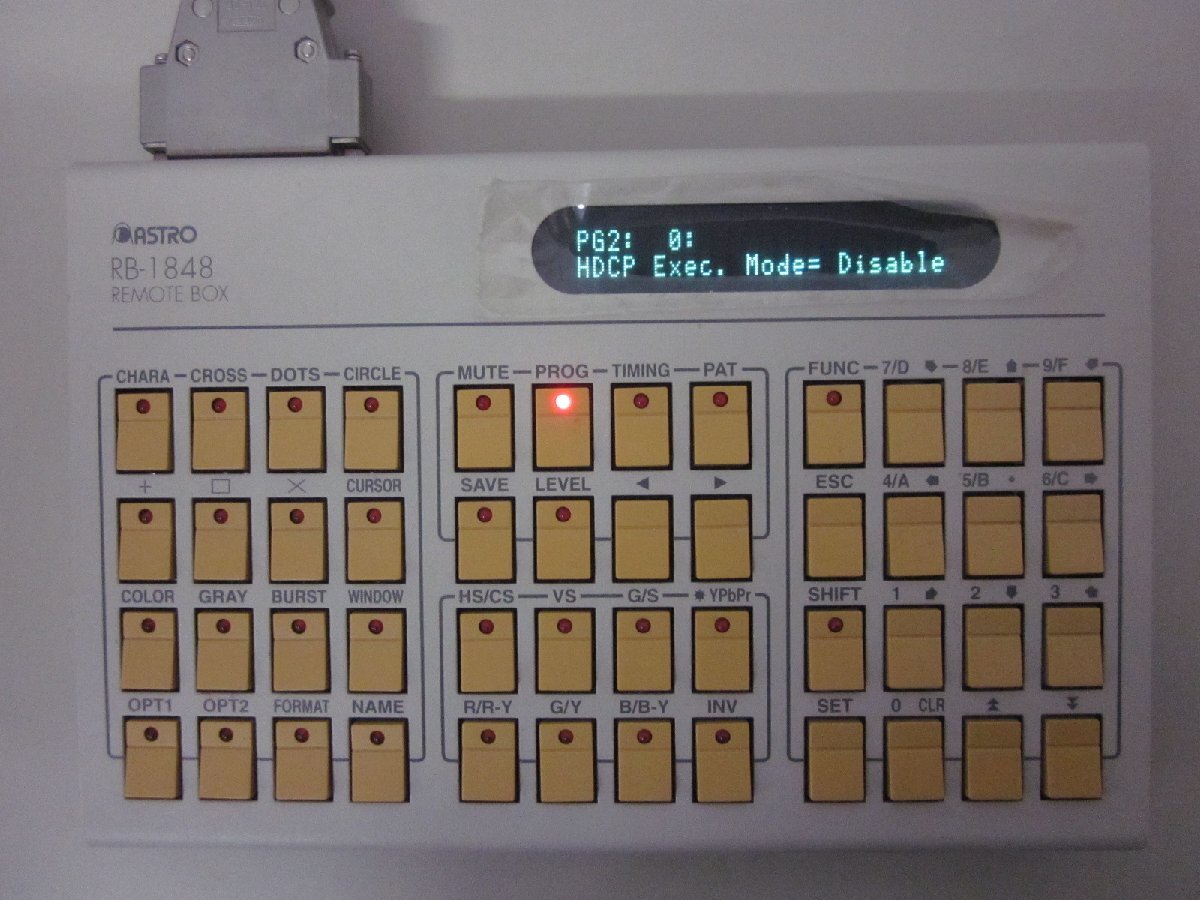 ASTRO
RB-1848
REMOTE BOX
PG2: 0:
HDCP Exec. Mode= Disable
CHARA CROSS DOTS CIRCLE
MUTE PROG TIMING PAT
FUNC 7/D 8/E 9/F
+ □ × CURSOR
SAVE LEVEL ◀ ▶
ESC 4/A 5/B 6/C
COLOR GRAY BURST WINDOW
HS/CS VS G/S YPbPr
SHIFT 1 2 3
OPT1 OPT2 FORMAT NAME
R/R-Y G/Y B/B-Y INV
SET 0 CLR